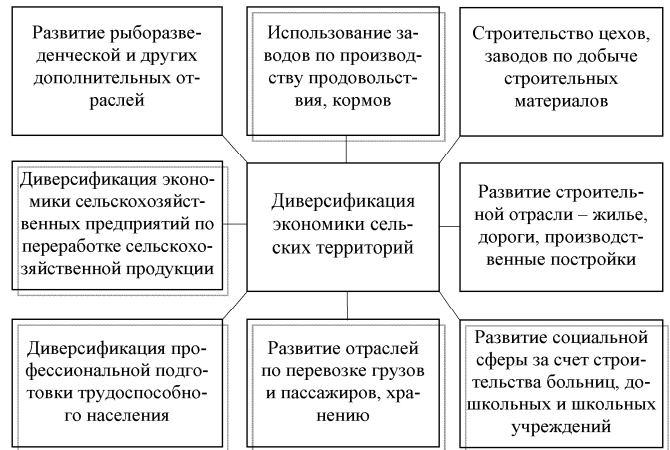 Развитие рыборазве-
денческой и других
дополнительных от-
раслей
Использование за-
водов по производ-
ству продовольст-
вия, кормов
Строительство цехов,
заводов по добыче
строительных
материалов
Диверсификация эконо-
мики сельскохозяйст-
венных предприятий по
переработке сельскохо-
зяйственной продукции
Диверсификация
экономики сель-
ских территорий
Развитие строитель-
ной отрасли – жилье,
дороги, производст-
венные постройки
Диверсификация про-
фессиональной подго-
товки трудоспособно-
го населения
Развитие отраслей
по перевозке грузов
и пассажиров, хра-
нению
Развитие социальной
сферы за счет строи-
тельства больниц, до-
школьных и школьных
учреждений